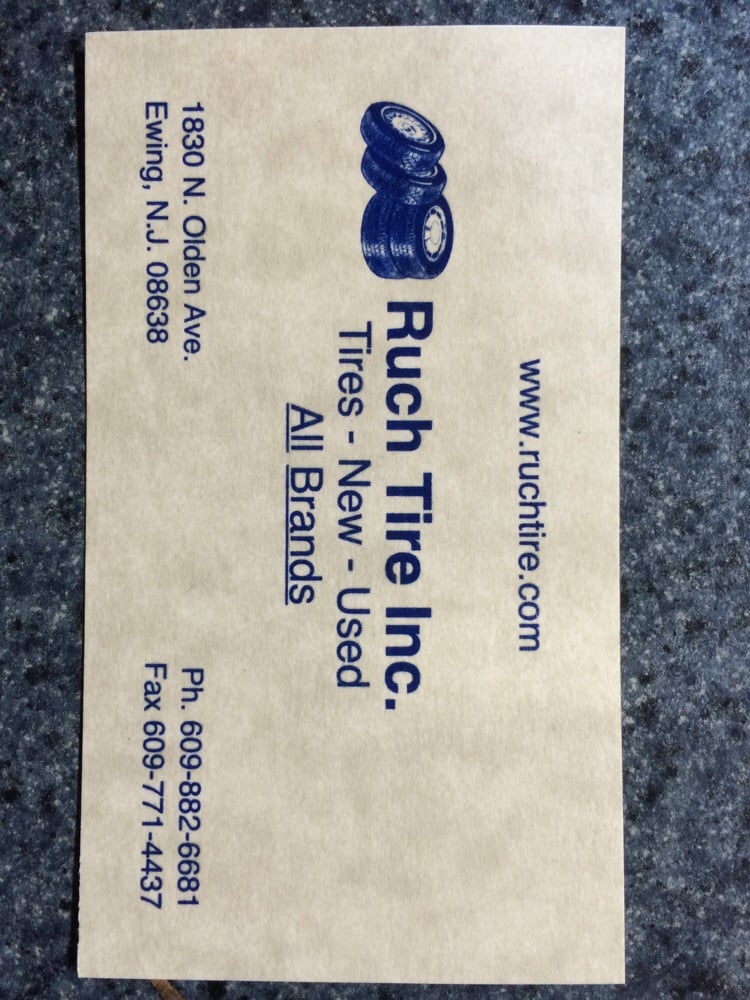 www.ruchtire.com
Ruch Tire Inc.
Tires - New - Used
All Brands
1830 N. Olden Ave.
Ewing, N.J. 08638
Ph. 609-882-6681
Fax 609-771-4437